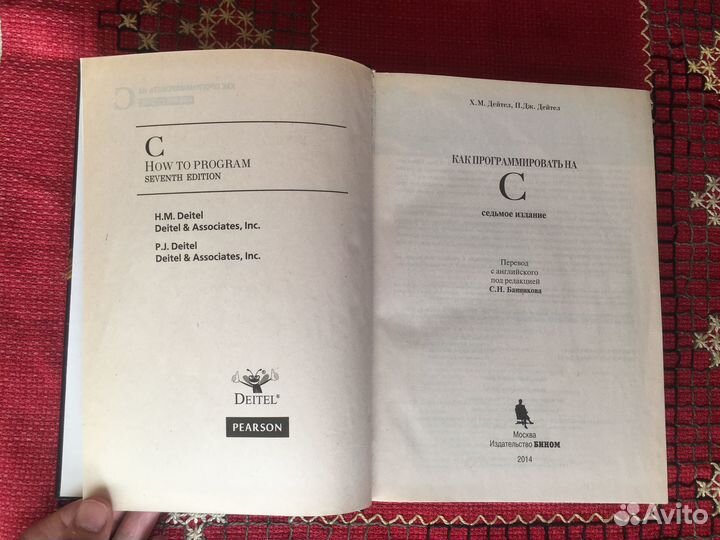 C
HOW TO PROGRAM
SEVENTH EDITION
H.M. Deitel
Deitel & Associates, Inc.
P.J. Deitel
Deitel & Associates, Inc.
DEITEL®
PEARSON
Х.М. Дейтел, П.Дж. Дейтел
КАК ПРОГРАММИРОВАТЬ НА
C
седьмое издание
Перевод
с английского
под редакцией
С.Н. Банникова
Москва
Издательство БИНОМ
2014
Avito